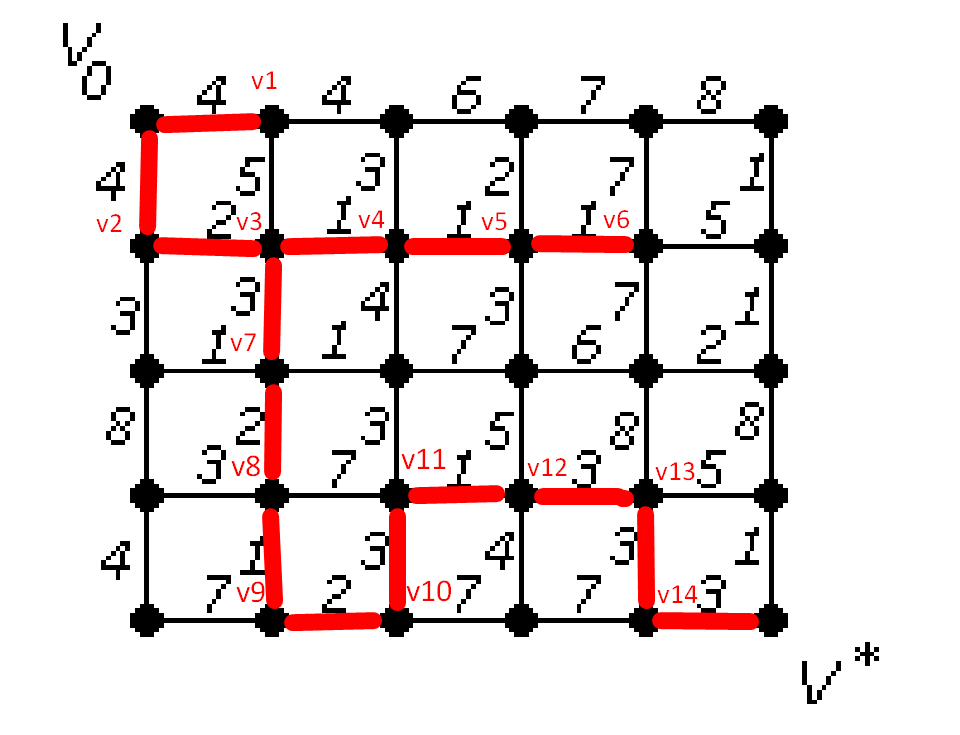 V0
4 v1 4 6 7 8
4 5 3 2 7 1
v2 2 v3 1 v4 1 v5 1 v6 5
3 3 4 3 7 1
1 v7 1 7 6 2
8 2 3 5 8 8
3 v8 7 v11 1 v12 3 v13 5
4 1 3 4 3 1
7 v9 2 v10 7 7 v14 3
V*